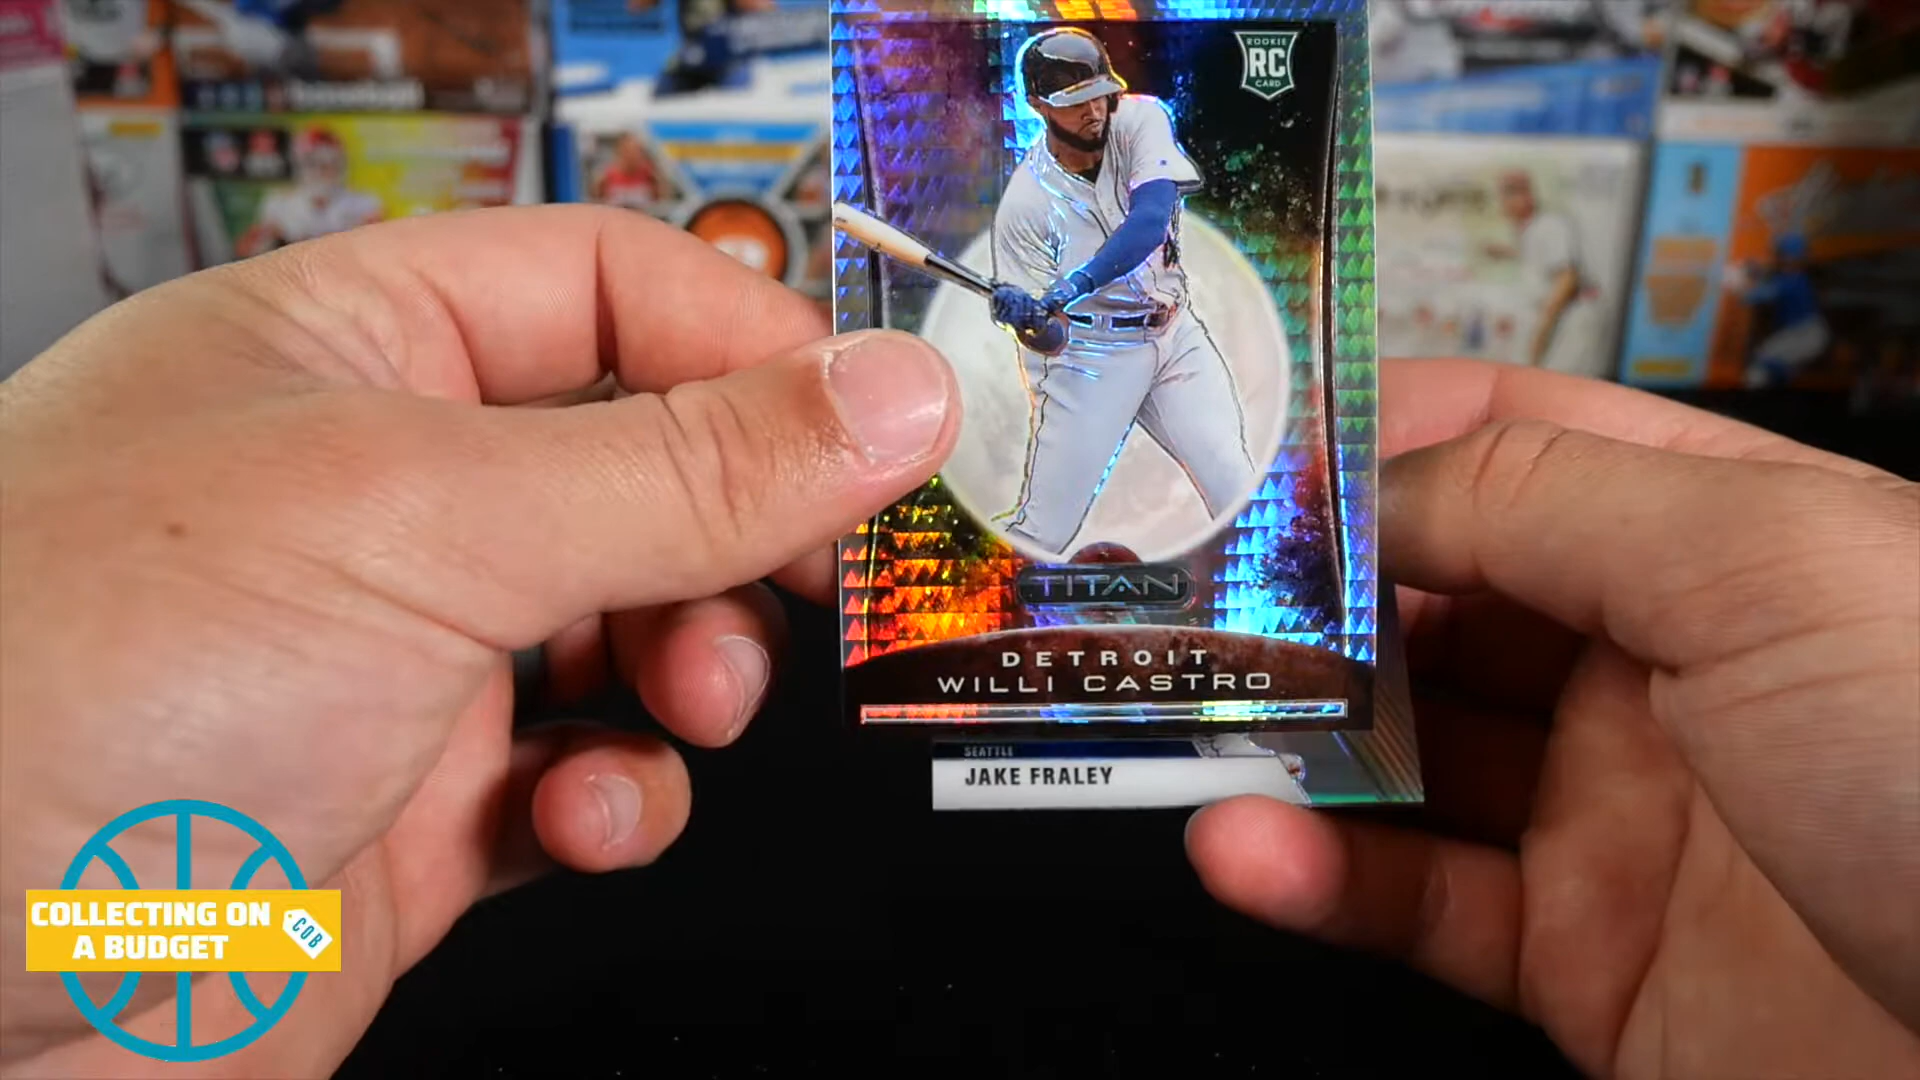 ROOKIE
RC
CARD
TITAN
DETROIT
WILLI CASTRO
SEATTLE
JAKE FRALEY
COLLECTING ON
A BUDGET
COB